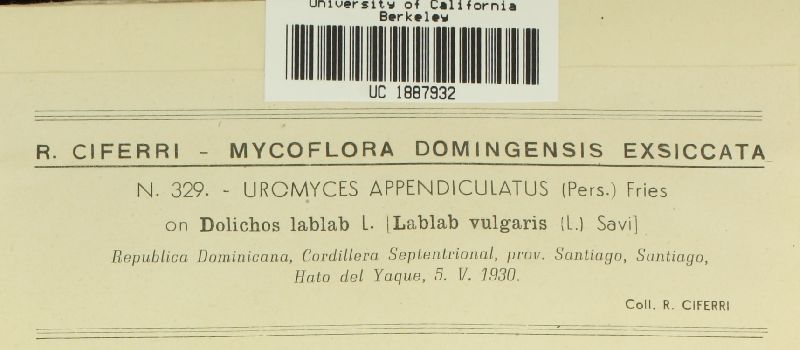 University of California
Berkeley
UC 1887932
R. CIFERRI - MYCOFLORA DOMINGENSIS EXSICCATA
N. 329. - UROMYCES APPENDICULATUS (Pers.) Fries
on Dolichos lablab L. [Lablab vulgaris (L.) Savi]
Republica Dominicana, Cordillera Septentrional, prov. Santiago, Santiago,
Hato del Yaque, 5. V. 1930.
Coll. R. CIFERRI